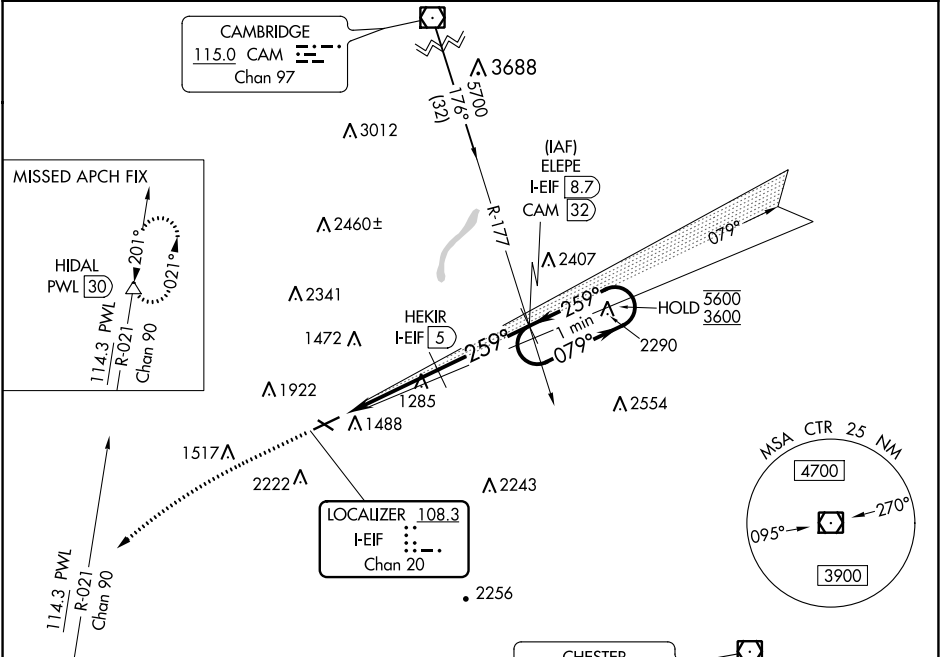 CAMBRIDGE
115.0 CAM
Chan 97
3688
5700
176°
(32)
3012
(IAF)
ELEPE
I-EIF 8.7
CAM 32
MISSED APCH FIX
HIDAL
PWL 30
201°
021°
114.3 PWL
R-021
Chan 90
2460±
R-177
079°
2407
2341
259°
1 min
079°
HOLD 5600
3600
2290
HEKIR
I-EIF 5
1472
259°
1285
1922
1488
2554
1517
2222
2243
LOCALIZER 108.3
I-EIF
Chan 20
2256
MSA CTR 25 NM
4700
095°
270°
3900
114.3 PWL
R-021
Chan 90
CHESTER